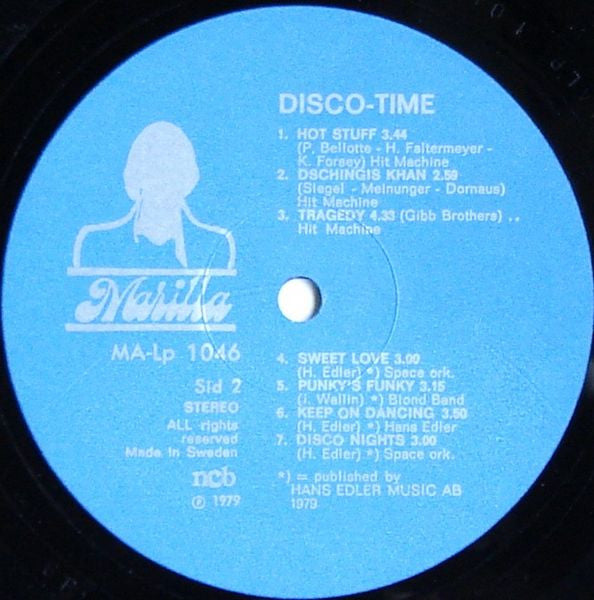 DISCO-TIME
1. HOT STUFF 3.44
(P. Bellotte - H. Faltermeyer -
K. Forsey) Hit Machine
2. DSCHINGIS KHAN 2.59
(Siegel - Meinunger - Dornaus)
Hit Machine
3. TRAGEDY 4.33 (Gibb Brothers) ..
Hit Machine
Marilla
MA-Lp 1046
Sid 2
STEREO
ALL rights
reserved
Made In Sweden
ncb
℗ 1979
4. SWEET LOVE 3.00
(H. Edler) *) Space ork.
5. PUNKY'S FUNKY 3.15
(I. Wallin) *) Blond Band
6. KEEP ON DANCING 3.50
(H. Edler) *) Hans Edler
7. DISCO NIGHTS 3.00
(H. Edler) *) Space ork.
*) = published by
HANS EDLER MUSIC AB
1979